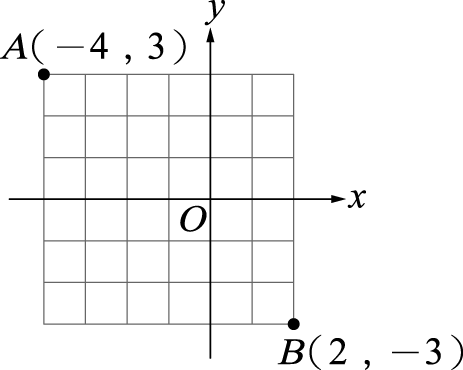 y
A(−4 , 3)
x
O
B(2 , −3)